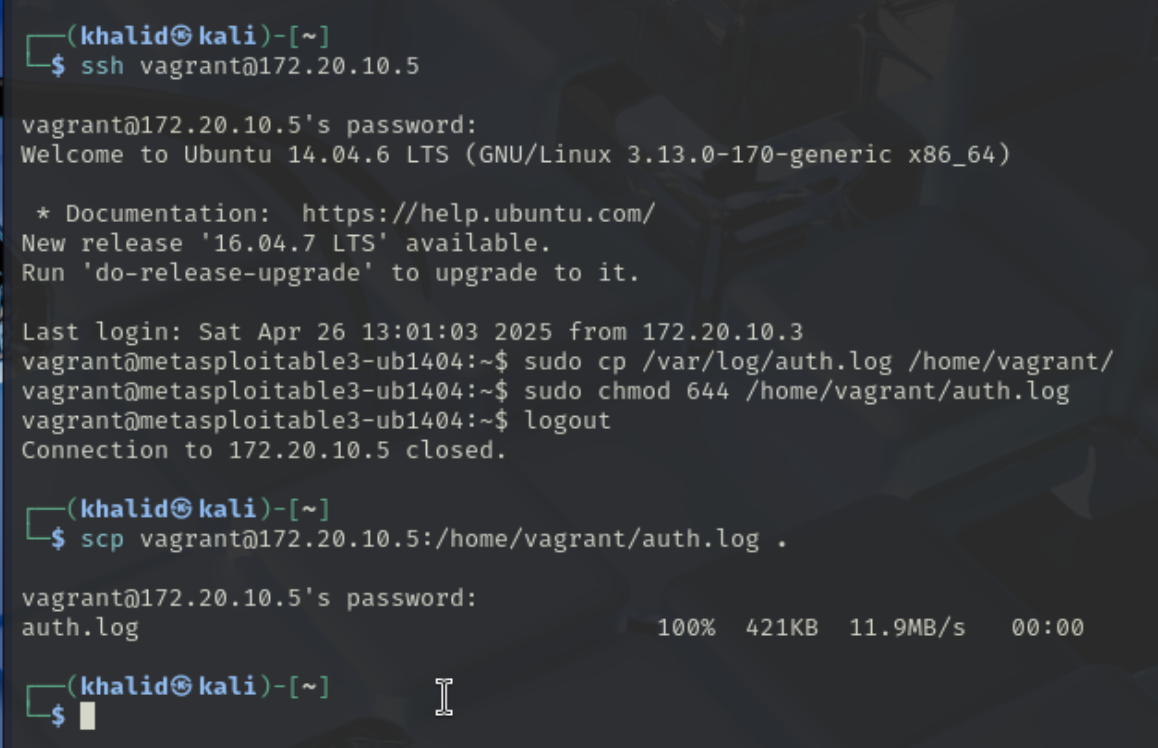 ┌──(khalid㉿kali)-[~]
└─$ ssh vagrant@172.20.10.5
vagrant@172.20.10.5's password:
Welcome to Ubuntu 14.04.6 LTS (GNU/Linux 3.13.0-170-generic x86_64)
* Documentation:  https://help.ubuntu.com/
New release '16.04.7 LTS' available.
Run 'do-release-upgrade' to upgrade to it.
Last login: Sat Apr 26 13:01:03 2025 from 172.20.10.3
vagrant@metasploitable3-ub1404:~$ sudo cp /var/log/auth.log /home/vagrant/
vagrant@metasploitable3-ub1404:~$ sudo chmod 644 /home/vagrant/auth.log
vagrant@metasploitable3-ub1404:~$ logout
Connection to 172.20.10.5 closed.
┌──(khalid㉿kali)-[~]
└─$ scp vagrant@172.20.10.5:/home/vagrant/auth.log .
vagrant@172.20.10.5's password:
auth.log 100% 421KB 11.9MB/s 00:00
┌──(khalid㉿kali)-[~]
└─$